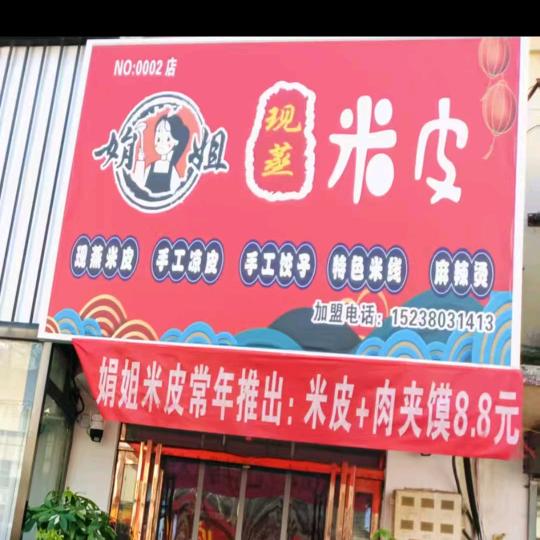 NO:0002店
娟姐
现蒸
米皮
现蒸米皮 手工凉皮 手工饺子 特色米线 麻辣烫
加盟电话：15238031413
娟姐米皮常年推出：米皮+肉夹馍8.8元